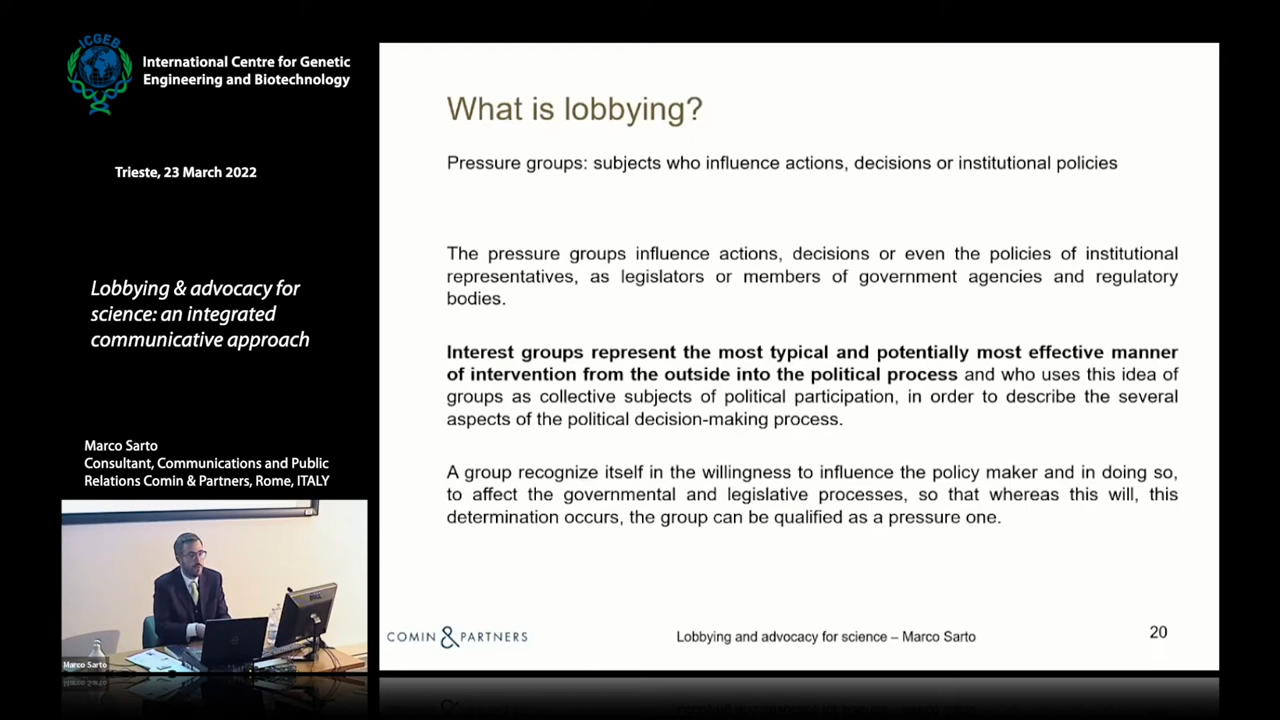 ICGEB
International Centre for Genetic
Engineering and Biotechnology
Trieste, 23 March 2022
Lobbying & advocacy for
science: an integrated
communicative approach
Marco Sarto
Consultant, Communications and Public
Relations Comin & Partners, Rome, ITALY
Marco Sarto
What is lobbying?
Pressure groups: subjects who influence actions, decisions or institutional policies
The pressure groups influence actions, decisions or even the policies of institutional
representatives, as legislators or members of government agencies and regulatory
bodies.
Interest groups represent the most typical and potentially most effective manner
of intervention from the outside into the political process and who uses this idea of
groups as collective subjects of political participation, in order to describe the several
aspects of the political decision-making process.
A group recognize itself in the willingness to influence the policy maker and in doing so,
to affect the governmental and legislative processes, so that whereas this will, this
determination occurs, the group can be qualified as a pressure one.
COMIN & PARTNERS
Lobbying and advocacy for science – Marco Sarto
20